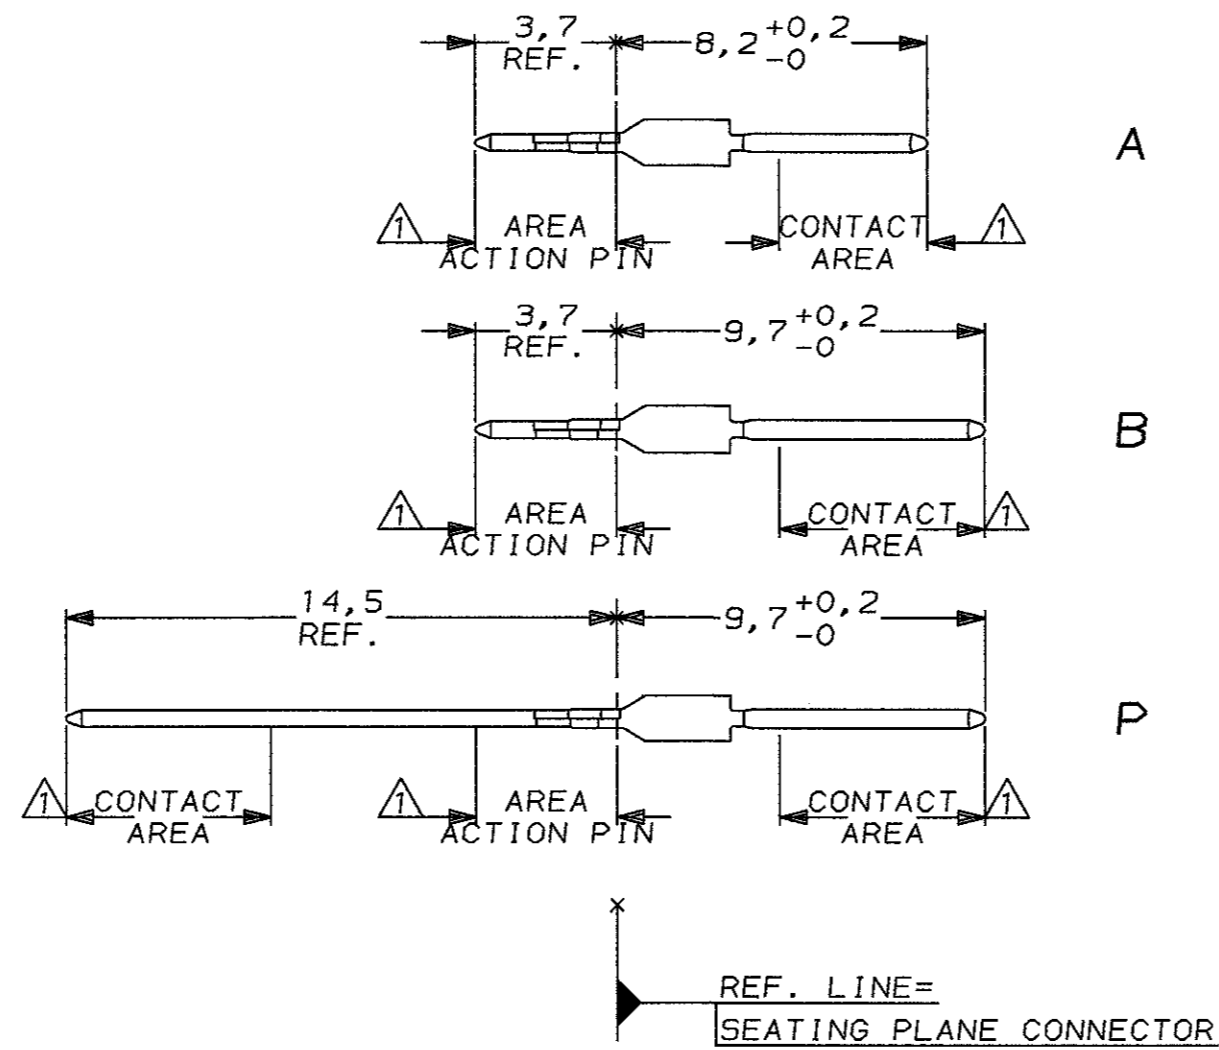 3,7 8,2 +0,2
REF. -0
A
1 AREA CONTACT 1
ACTION PIN AREA
3,7 9,7 +0,2
REF. -0
B
1 AREA CONTACT 1
ACTION PIN AREA
14,5 9,7 +0,2
REF. -0
P
1 CONTACT 1 AREA CONTACT 1
AREA ACTION PIN AREA
REF. LINE=
SEATING PLANE CONNECTOR